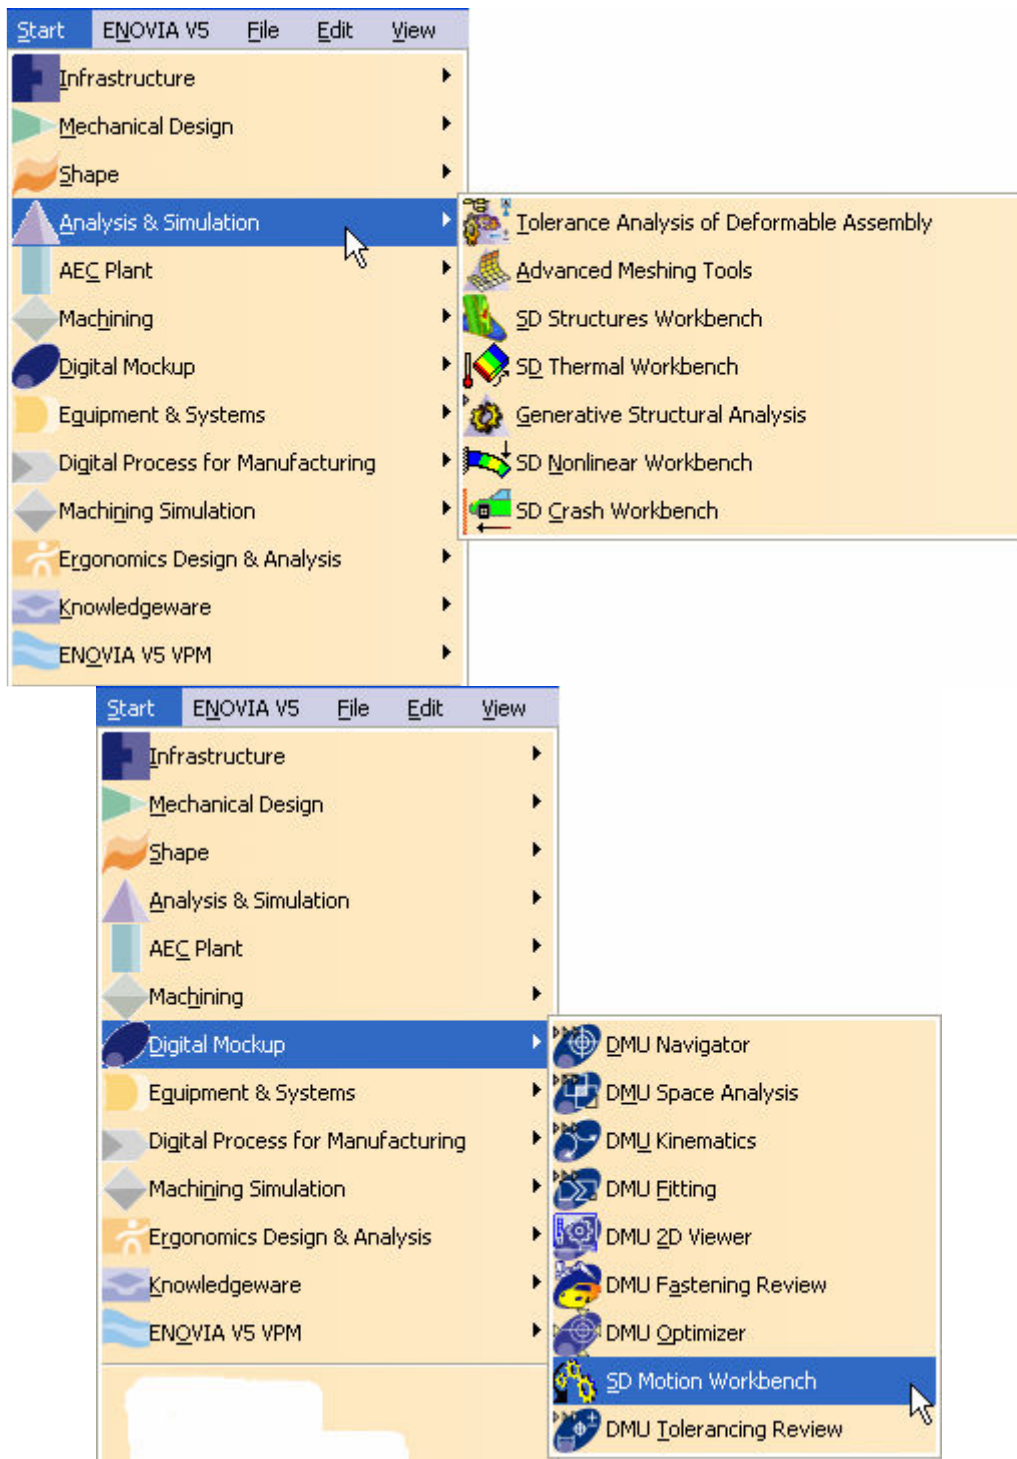 Start ENOVIA V5 File Edit View
Infrastructure
Mechanical Design
Shape
Analysis & Simulation
AEC Plant
Machining
Digital Mockup
Equipment & Systems
Digital Process for Manufacturing
Machining Simulation
Ergonomics Design & Analysis
Knowledgeware
ENOVIA V5 VPM
Tolerance Analysis of Deformable Assembly
Advanced Meshing Tools
SD Structures Workbench
SD Thermal Workbench
Generative Structural Analysis
SD Nonlinear Workbench
SD Crash Workbench
Start ENOVIA V5 File Edit View
Infrastructure
Mechanical Design
Shape
Analysis & Simulation
AEC Plant
Machining
Digital Mockup
Equipment & Systems
Digital Process for Manufacturing
Machining Simulation
Ergonomics Design & Analysis
Knowledgeware
ENOVIA V5 VPM
DMU Navigator
DMU Space Analysis
DMU Kinematics
DMU Fitting
DMU 2D Viewer
DMU Fastening Review
DMU Optimizer
SD Motion Workbench
DMU Tolerancing Review